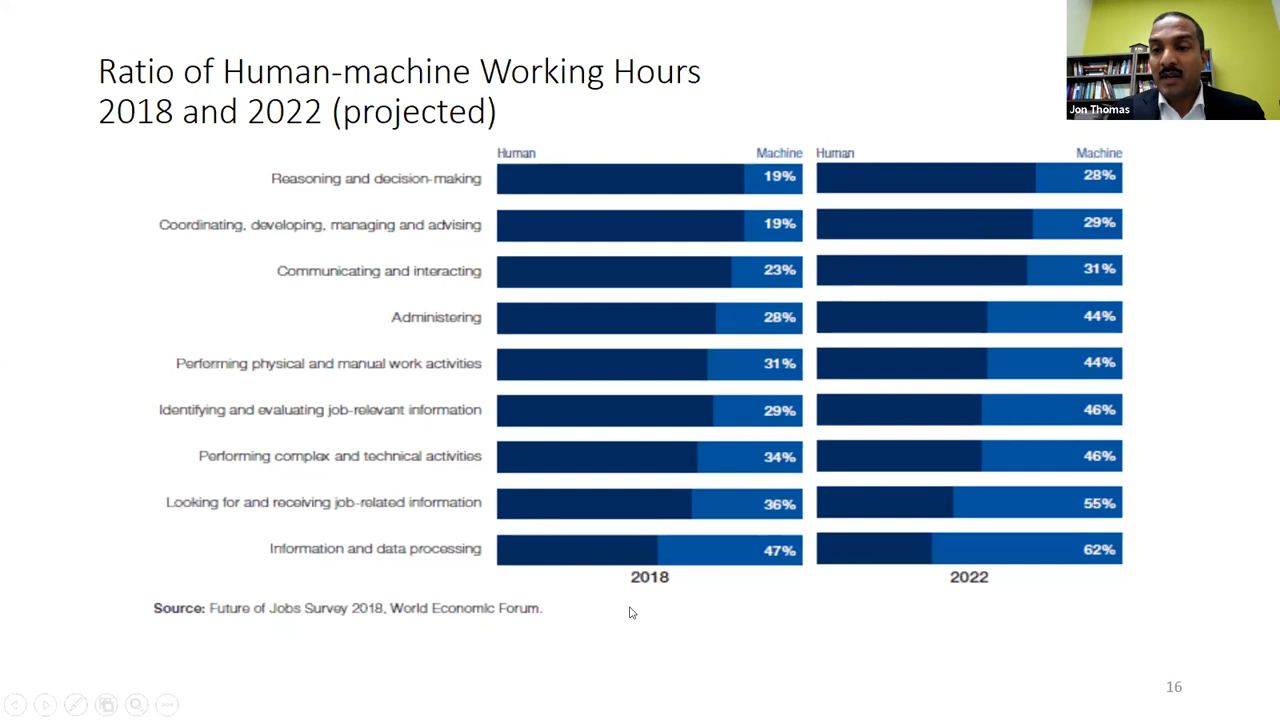 Ratio of Human-machine Working Hours
2018 and 2022 (projected)
Jon Thomas
Human Machine Human Machine
Reasoning and decision-making 19% 28%
Coordinating, developing, managing and advising 19% 29%
Communicating and interacting 23% 31%
Administering 28% 44%
Performing physical and manual work activities 31% 44%
Identifying and evaluating job-relevant information 29% 46%
Performing complex and technical activities 34% 46%
Looking for and receiving job-related information 36% 55%
Information and data processing 47% 62%
2018 2022
Source: Future of Jobs Survey 2018, World Economic Forum.
16